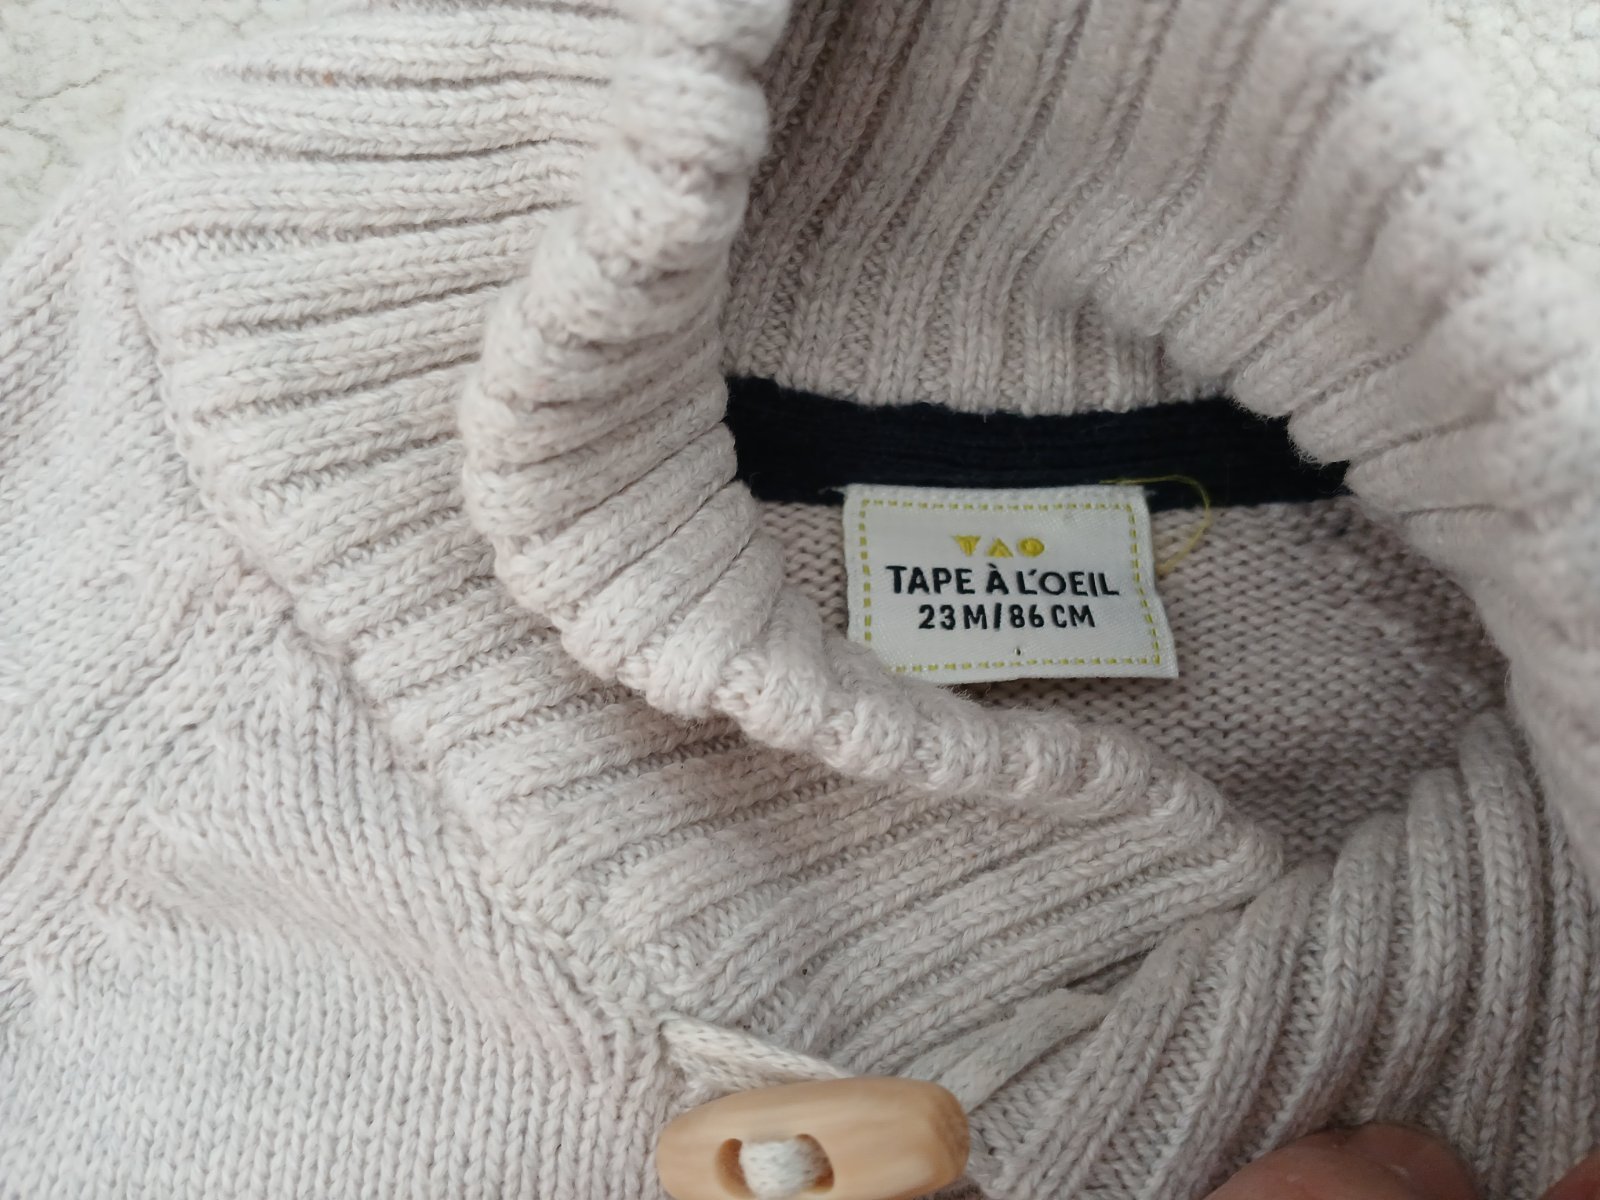 TAO
TAPE À L'OEIL
23M/86CM